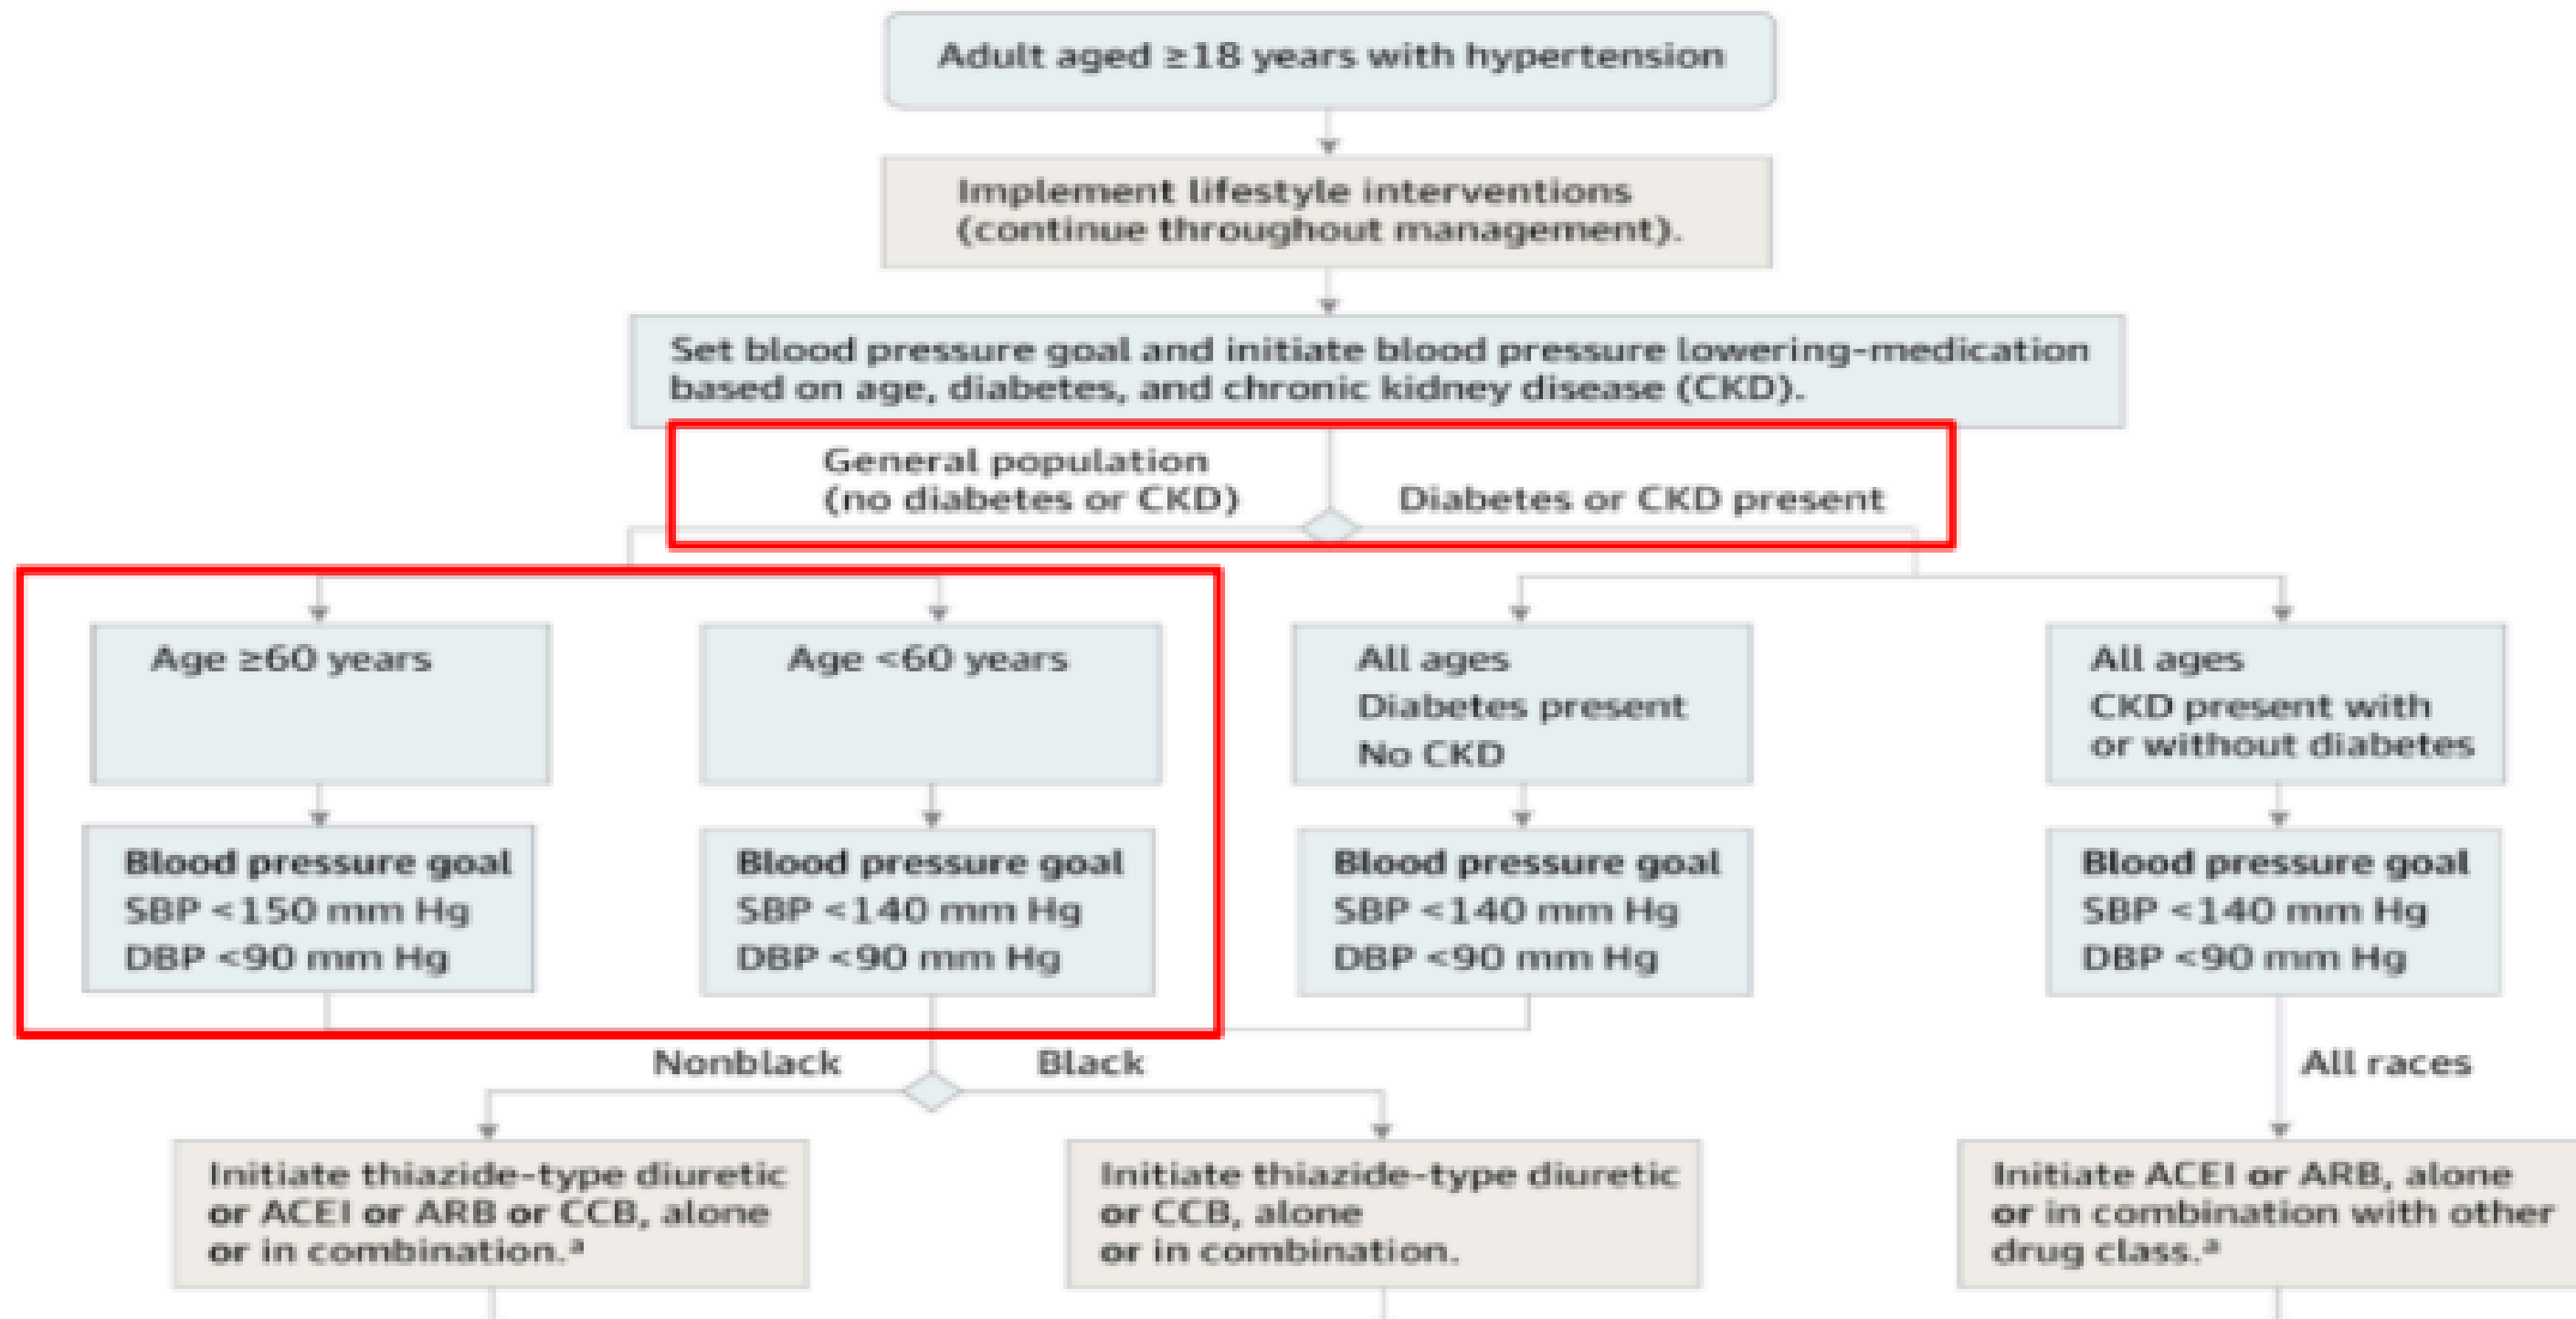 Adult aged ≥18 years with hypertension
Implement lifestyle interventions
(continue throughout management).
Set blood pressure goal and initiate blood pressure lowering-medication
based on age, diabetes, and chronic kidney disease (CKD).
General population
(no diabetes or CKD)
Diabetes or CKD present
Age ≥60 years
Age <60 years
All ages
Diabetes present
No CKD
All ages
CKD present with
or without diabetes
Blood pressure goal
SBP <150 mm Hg
DBP <90 mm Hg
Blood pressure goal
SBP <140 mm Hg
DBP <90 mm Hg
Blood pressure goal
SBP <140 mm Hg
DBP <90 mm Hg
Blood pressure goal
SBP <140 mm Hg
DBP <90 mm Hg
Nonblack
Black
All races
Initiate thiazide-type diuretic
or ACEI or ARB or CCB, alone
or in combination.ª
Initiate thiazide-type diuretic
or CCB, alone
or in combination.
Initiate ACEI or ARB, alone
or in combination with other
drug class.ª